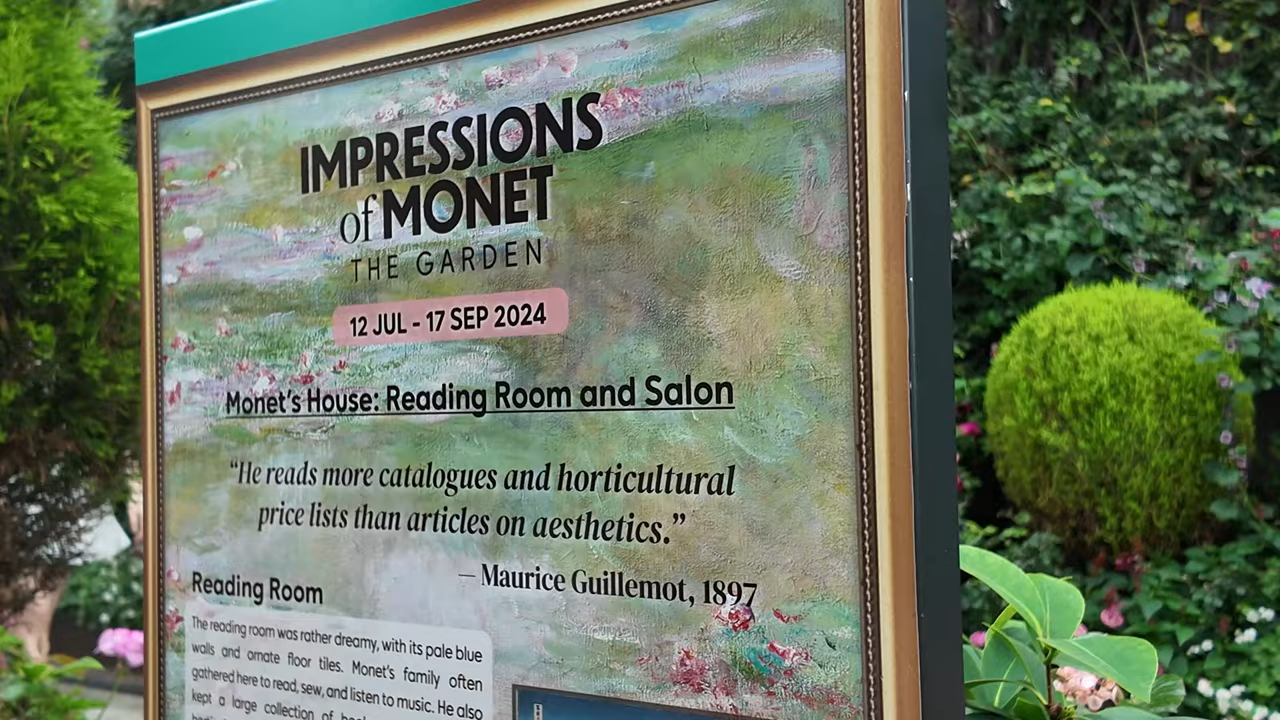 IMPRESSIONS
of MONET
THE GARDEN
12 JUL - 17 SEP 2024
Monet's House: Reading Room and Salon
“He reads more catalogues and horticultural
price lists than articles on aesthetics.”
— Maurice Guillemot, 1897
Reading Room
The reading room was rather dreamy, with its pale blue
walls and ornate floor tiles. Monet's family often
gathered here to read, sew, and listen to music. He also
kept a large collection of